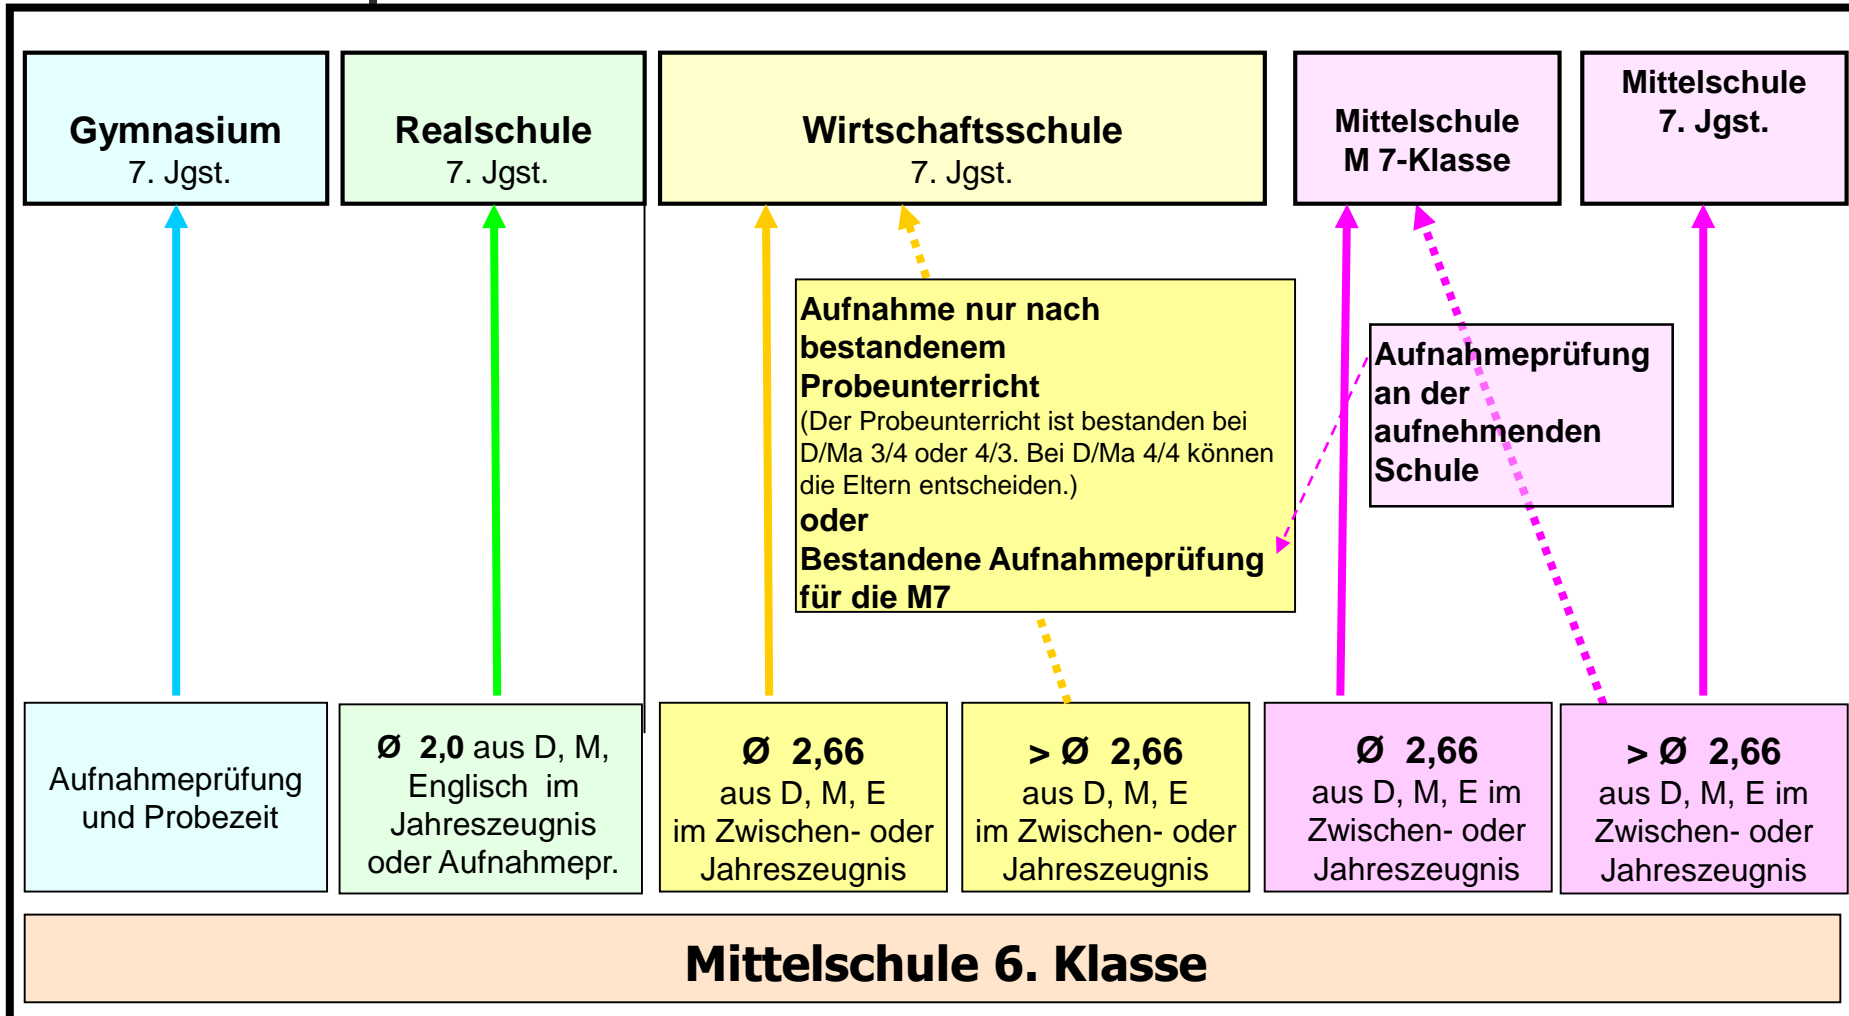 Gymnasium
7. Jgst.
Realschule
7. Jgst.
Wirtschaftsschule
7. Jgst.
Mittelschule
M 7-Klasse
Mittelschule
7. Jgst.
Aufnahme nur nach
bestandenem
Probeunterricht
(Der Probeunterricht ist bestanden bei
D/Ma 3/4 oder 4/3. Bei D/Ma 4/4 können
die Eltern entscheiden.)
oder
Bestandene Aufnahmeprüfung
für die M7
Aufnahmeprüfung
an der
aufnehmenden
Schule
Aufnahmeprüfung
und Probezeit
Ø 2,0 aus D, M,
Englisch im
Jahreszeugnis
oder Aufnahmepr.
Ø 2,66
aus D, M, E
im Zwischen- oder
Jahreszeugnis
> Ø 2,66
aus D, M, E
im Zwischen- oder
Jahreszeugnis
Ø 2,66
aus D, M, E im
Zwischen- oder
Jahreszeugnis
> Ø 2,66
aus D, M, E im
Zwischen- oder
Jahreszeugnis
Mittelschule 6. Klasse